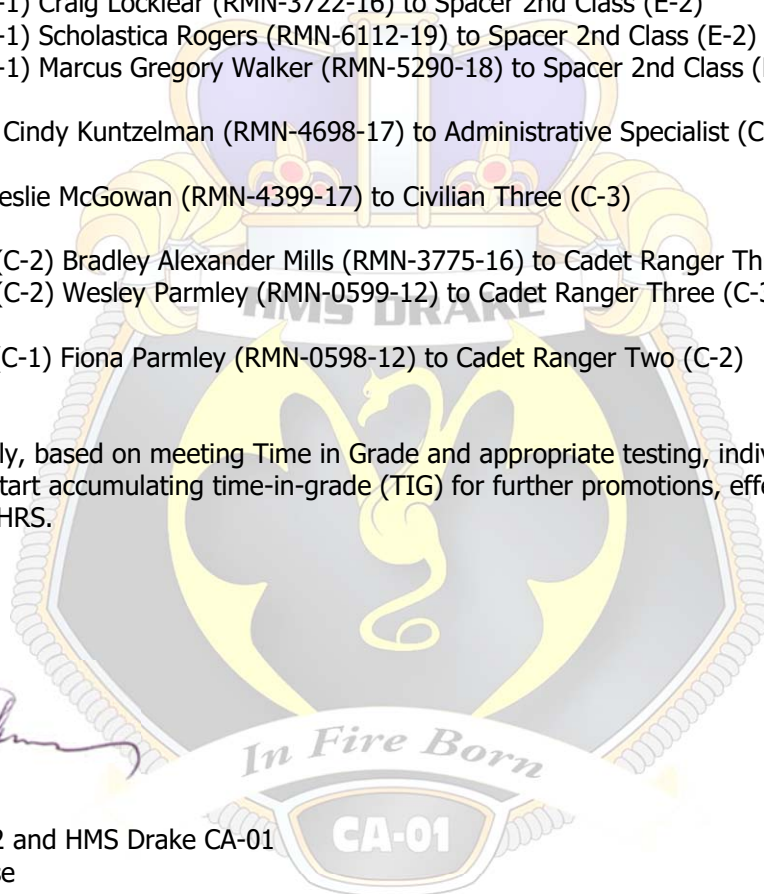 -1) Craig Locklear (RMN-3722-16) to Spacer 2nd Class (E-2)
-1) Scholastica Rogers (RMN-6112-19) to Spacer 2nd Class (E-2)
-1) Marcus Gregory Walker (RMN-5290-18) to Spacer 2nd Class (
Cindy Kuntzelman (RMN-4698-17) to Administrative Specialist (C
eslie McGowan (RMN-4399-17) to Civilian Three (C-3)
(C-2) Bradley Alexander Mills (RMN-3775-16) to Cadet Ranger Th
(C-2) Wesley Parmley (RMN-0599-12) to Cadet Ranger Three (C-3
HMS DRAKE
C-1) Fiona Parmley (RMN-0598-12) to Cadet Ranger Two (C-2)
ly, based on meeting Time in Grade and appropriate testing, indiv
tart accumulating time-in-grade (TIG) for further promotions, effe
HRS.
In Fire Born
2 and HMS Drake CA-01
CA-01
se